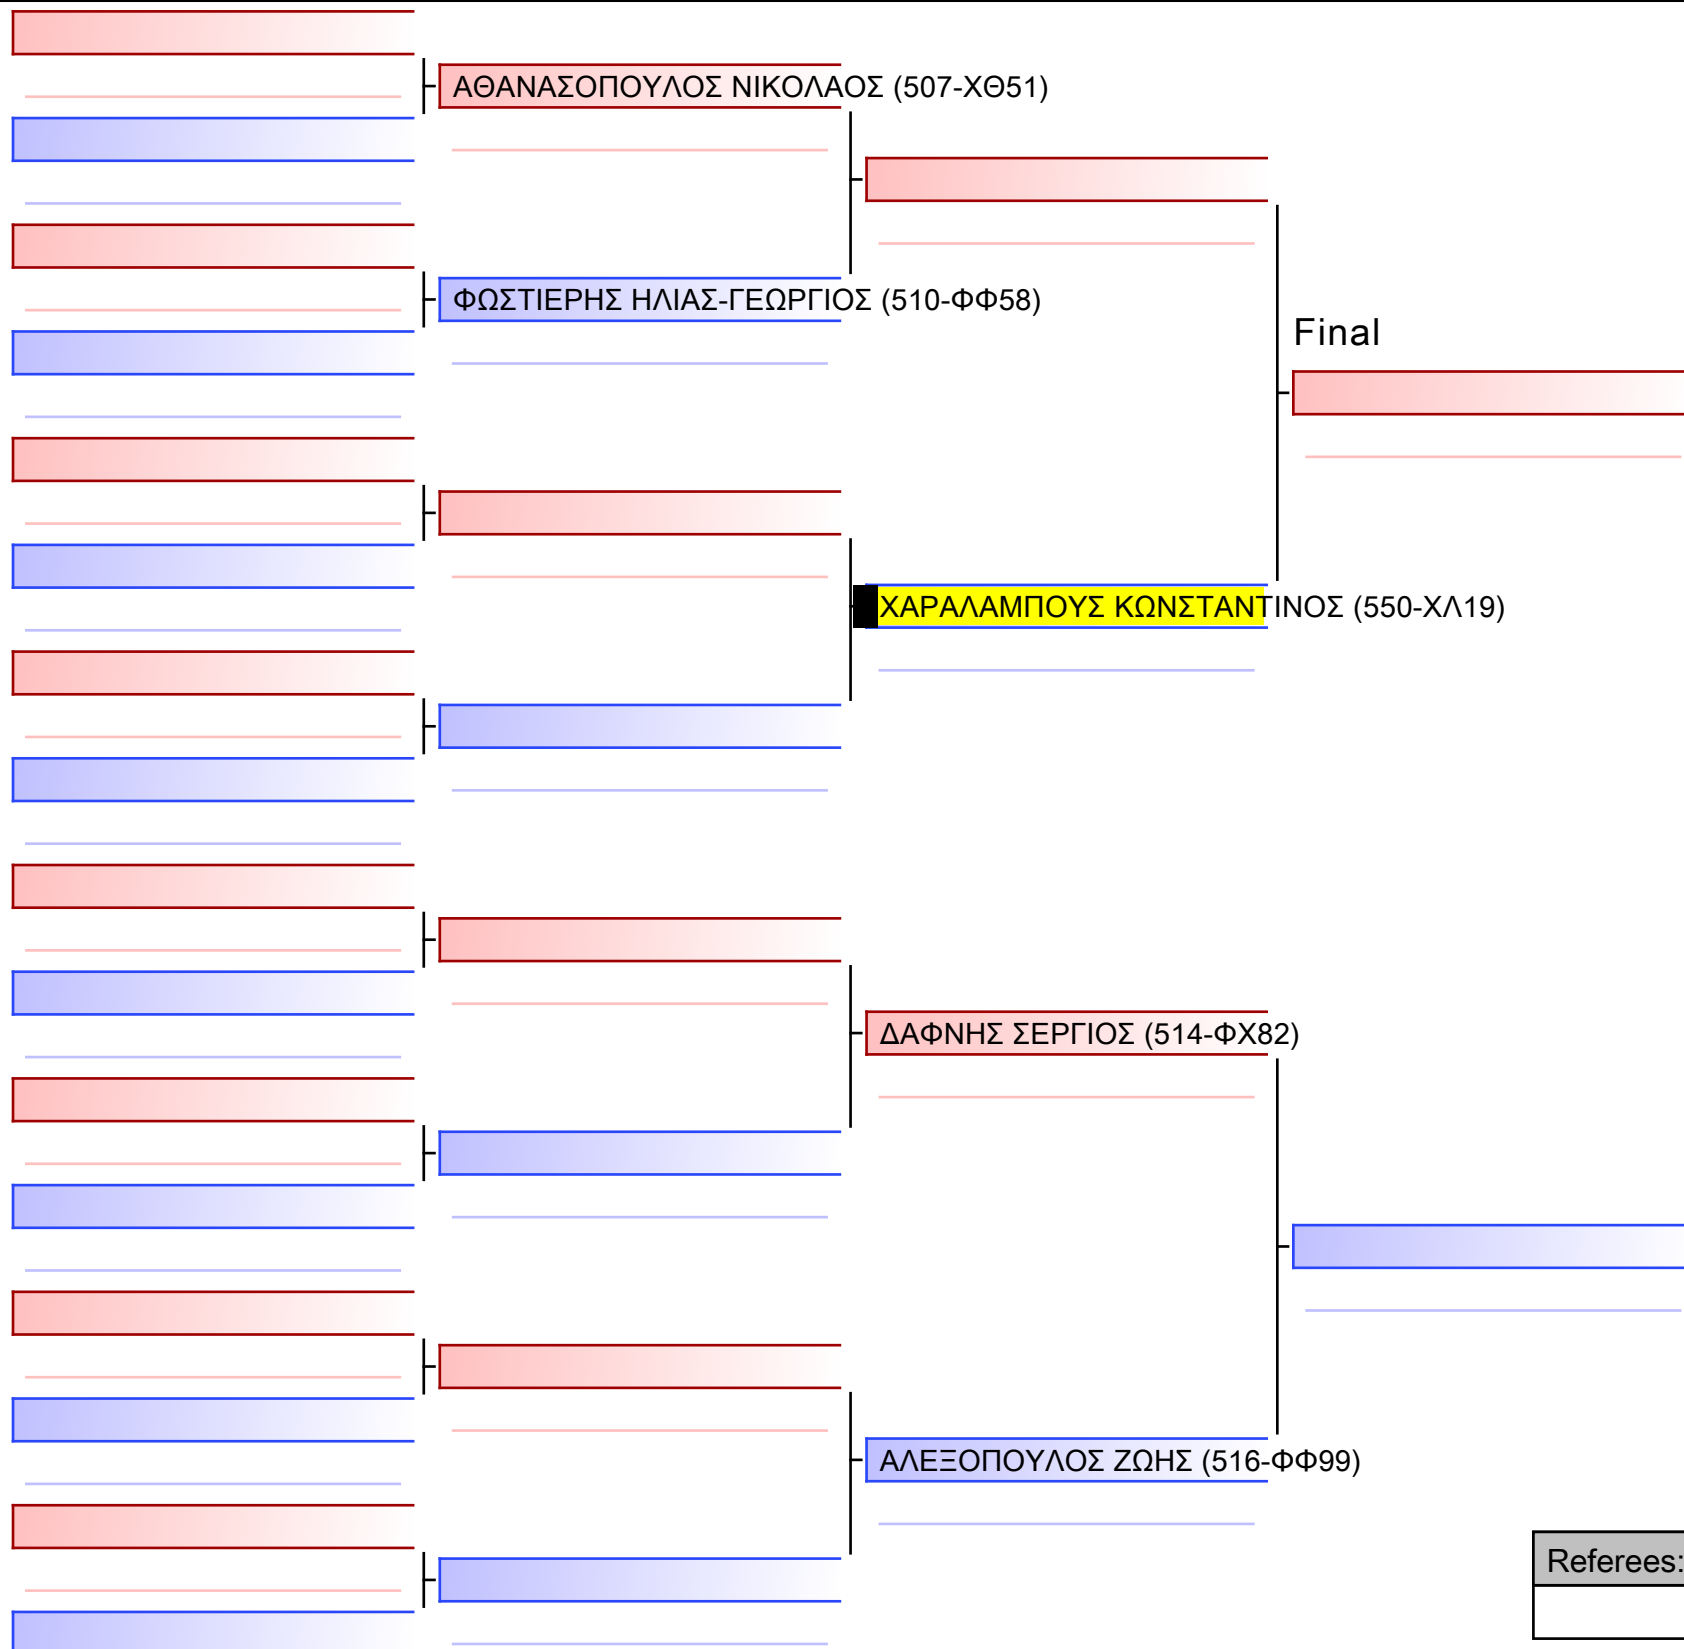 ΑΘΑΝΑΣΟΠΟΥΛΟΣ ΝΙΚΟΛΑΟΣ (507-ΧΘ51)
ΦΩΣΤΙΕΡΗΣ ΗΛΙΑΣ-ΓΕΩΡΓΙΟΣ (510-ΦΦ58)
Final
ΧΑΡΑΛΑΜΠΟΥΣ ΚΩΝΣΤΑΝΤΙΝΟΣ (550-ΧΛ19)
ΔΑΦΝΗΣ ΣΕΡΓΙΟΣ (514-ΦΧ82)
ΑΛΕΞΟΠΟΥΛΟΣ ΖΩΗΣ (516-ΦΦ99)
Referees: